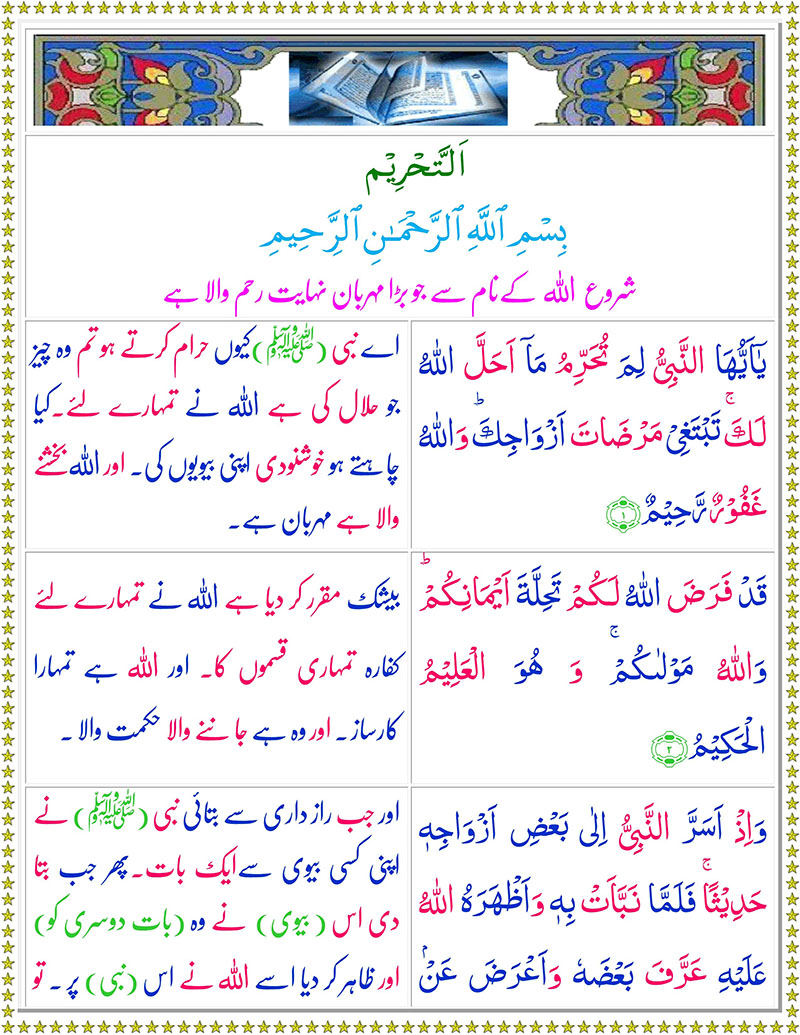 اَلتَّحْرِيْم
بِسْمِ ٱللَّهِ ٱلرَّحْمَـٰنِ ٱلرَّحِيمِ
شروع اللہ کے نام سے جو بڑا مہربان نہایت رحم والا ہے
يٰۤاَيُّهَا النَّبِىُّ لِمَ تُحَرِّمُ مَاۤ اَحَلَّ اللّٰهُ
لَكَ‌ۚ تَبْتَغِىْ مَرْضَاتَ اَزْوَاجِكَ‌ؕ وَاللّٰهُ
غَفُوْرٌ رَّحِيْمٌ ۝۱
اے نبی (ﷺ) کیوں حرام کرتے ہو تم وہ چیز
جو حلال کی ہے اللہ نے تمہارے لئے۔ کیا
چاہتے ہو خوشنودی اپنی بیویوں کی۔ اور اللہ بخشنے
والا ہے مہربان ہے۔
قَدْ فَرَضَ اللّٰهُ لَكُمْ تَحِلَّةَ اَيْمَانِكُمْ‌ؕ
وَاللّٰهُ مَوْلٰٮكُمْ‌ۚ وَ هُوَ الْعَلِيْمُ
الْحَكِيْمُ ۝۲
بیشک مقرر کر دیا ہے اللہ نے تمہارے لئے
کفارہ تمہاری قسموں کا۔ اور اللہ ہے تمہارا
کارساز۔ اور وہ ہے جاننے والا حکمت والا۔
وَاِذْ اَسَرَّ النَّبِىُّ اِلٰى بَعْضِ اَزْوَاجِهٖ
حَدِيْثًا‌ۚ فَلَمَّا نَبَّاَتْ بِهٖ وَاَظْهَرَهُ اللّٰهُ
عَلَيْهِ عَرَّفَ بَعْضَهٗ وَاَعْرَضَ عَنْۢ
اور جب راز داری سے بتائی نبی (ﷺ) نے
اپنی کسی بیوی سے ایک بات۔ پھر جب بتا
دی اس (بیوی) نے وہ (بات دوسری کو)
اور ظاہر کر دیا اسے اللہ نے اس (نبی) پر۔ تو